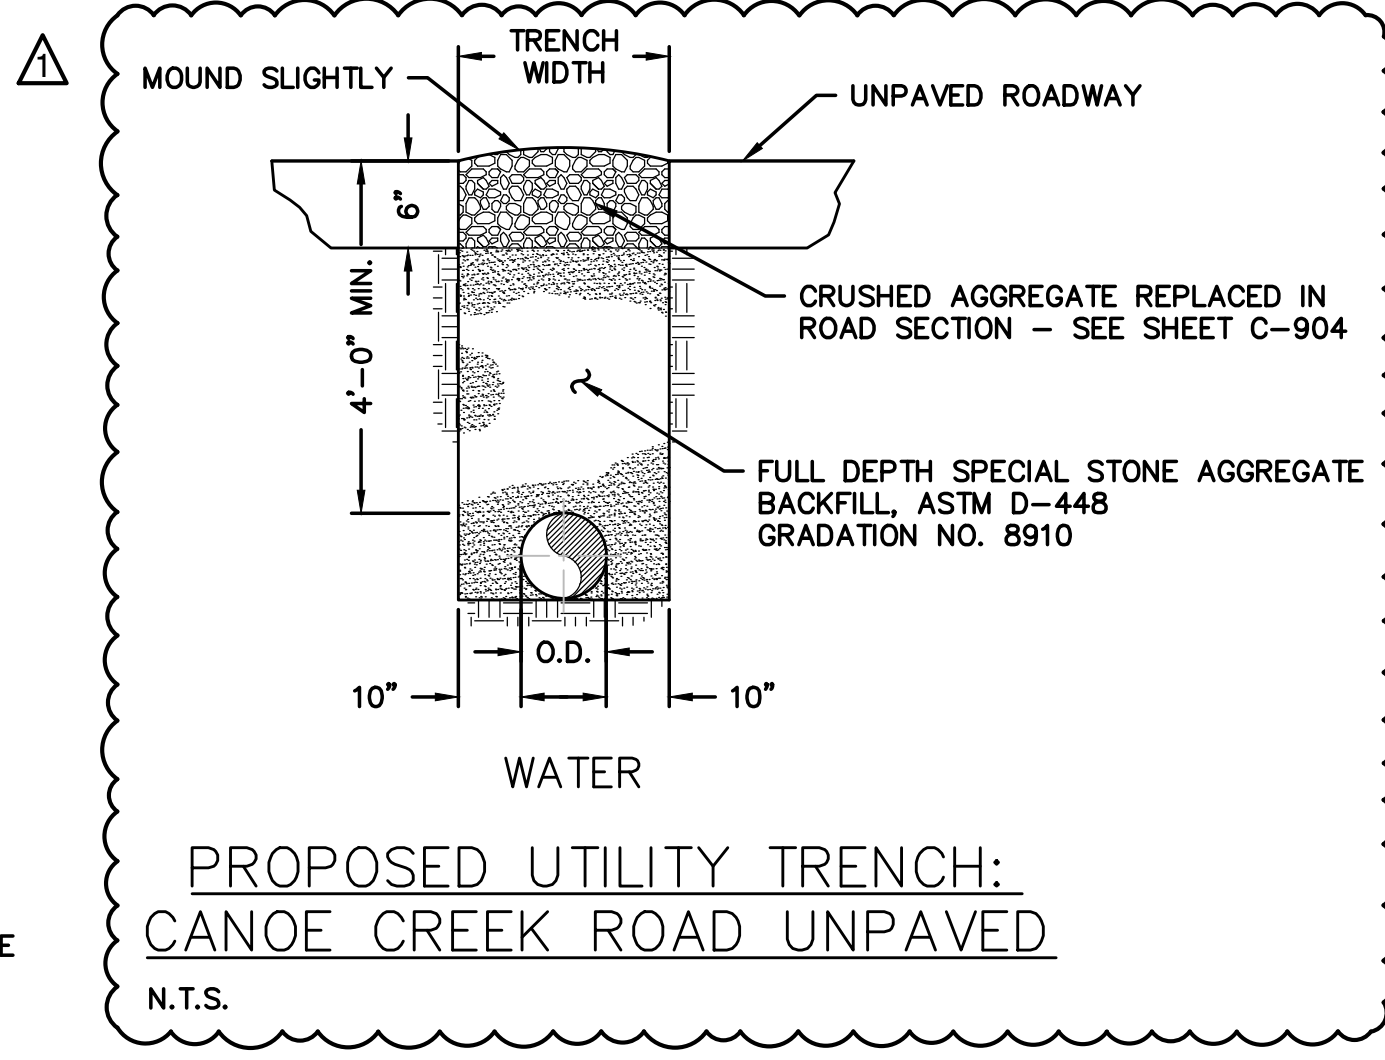 1
TRENCH
WIDTH
MOUND SLIGHTLY
UNPAVED ROADWAY
6"
4'-0" MIN.
CRUSHED AGGREGATE REPLACED IN
ROAD SECTION - SEE SHEET C-904
FULL DEPTH SPECIAL STONE AGGREGATE
BACKFILL, ASTM D-448
GRADATION NO. 8910
O.D.
10"
10"
WATER
PROPOSED UTILITY TRENCH:
CANOE CREEK ROAD UNPAVED
E
N.T.S.